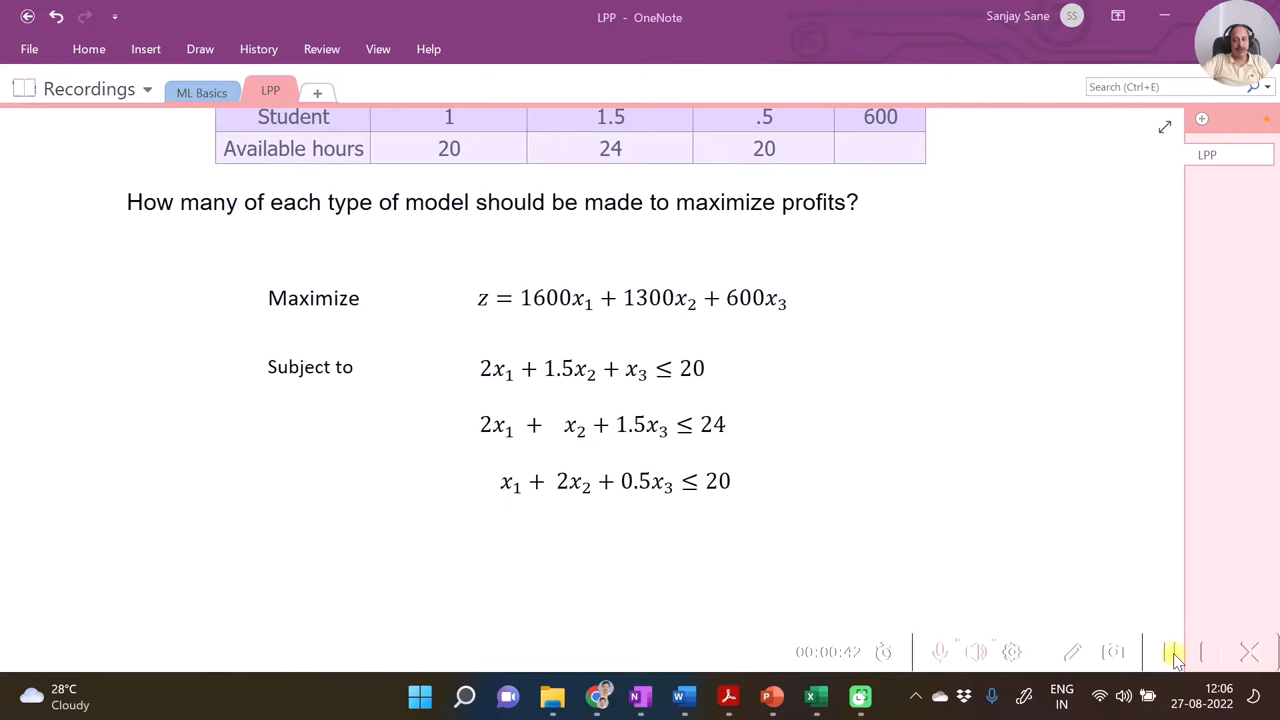 LPP - OneNote
Sanjay Sane SS
File Home Insert Draw History Review View Help
Recordings ML Basics LPP
Search (Ctrl+E)
Student 1 1.5 .5 600
Available hours 20 24 20
LPP
How many of each type of model should be made to maximize profits?
Maximize z = 1600x₁ + 1300x₂ + 600x₃
Subject to 2x₁ + 1.5x₂ + x₃ ≤ 20
2x₁ + x₂ + 1.5x₃ ≤ 24
x₁ + 2x₂ + 0.5x₃ ≤ 20
00:00:42
28°C
Cloudy
ENG
IN
12:06
27-08-2022